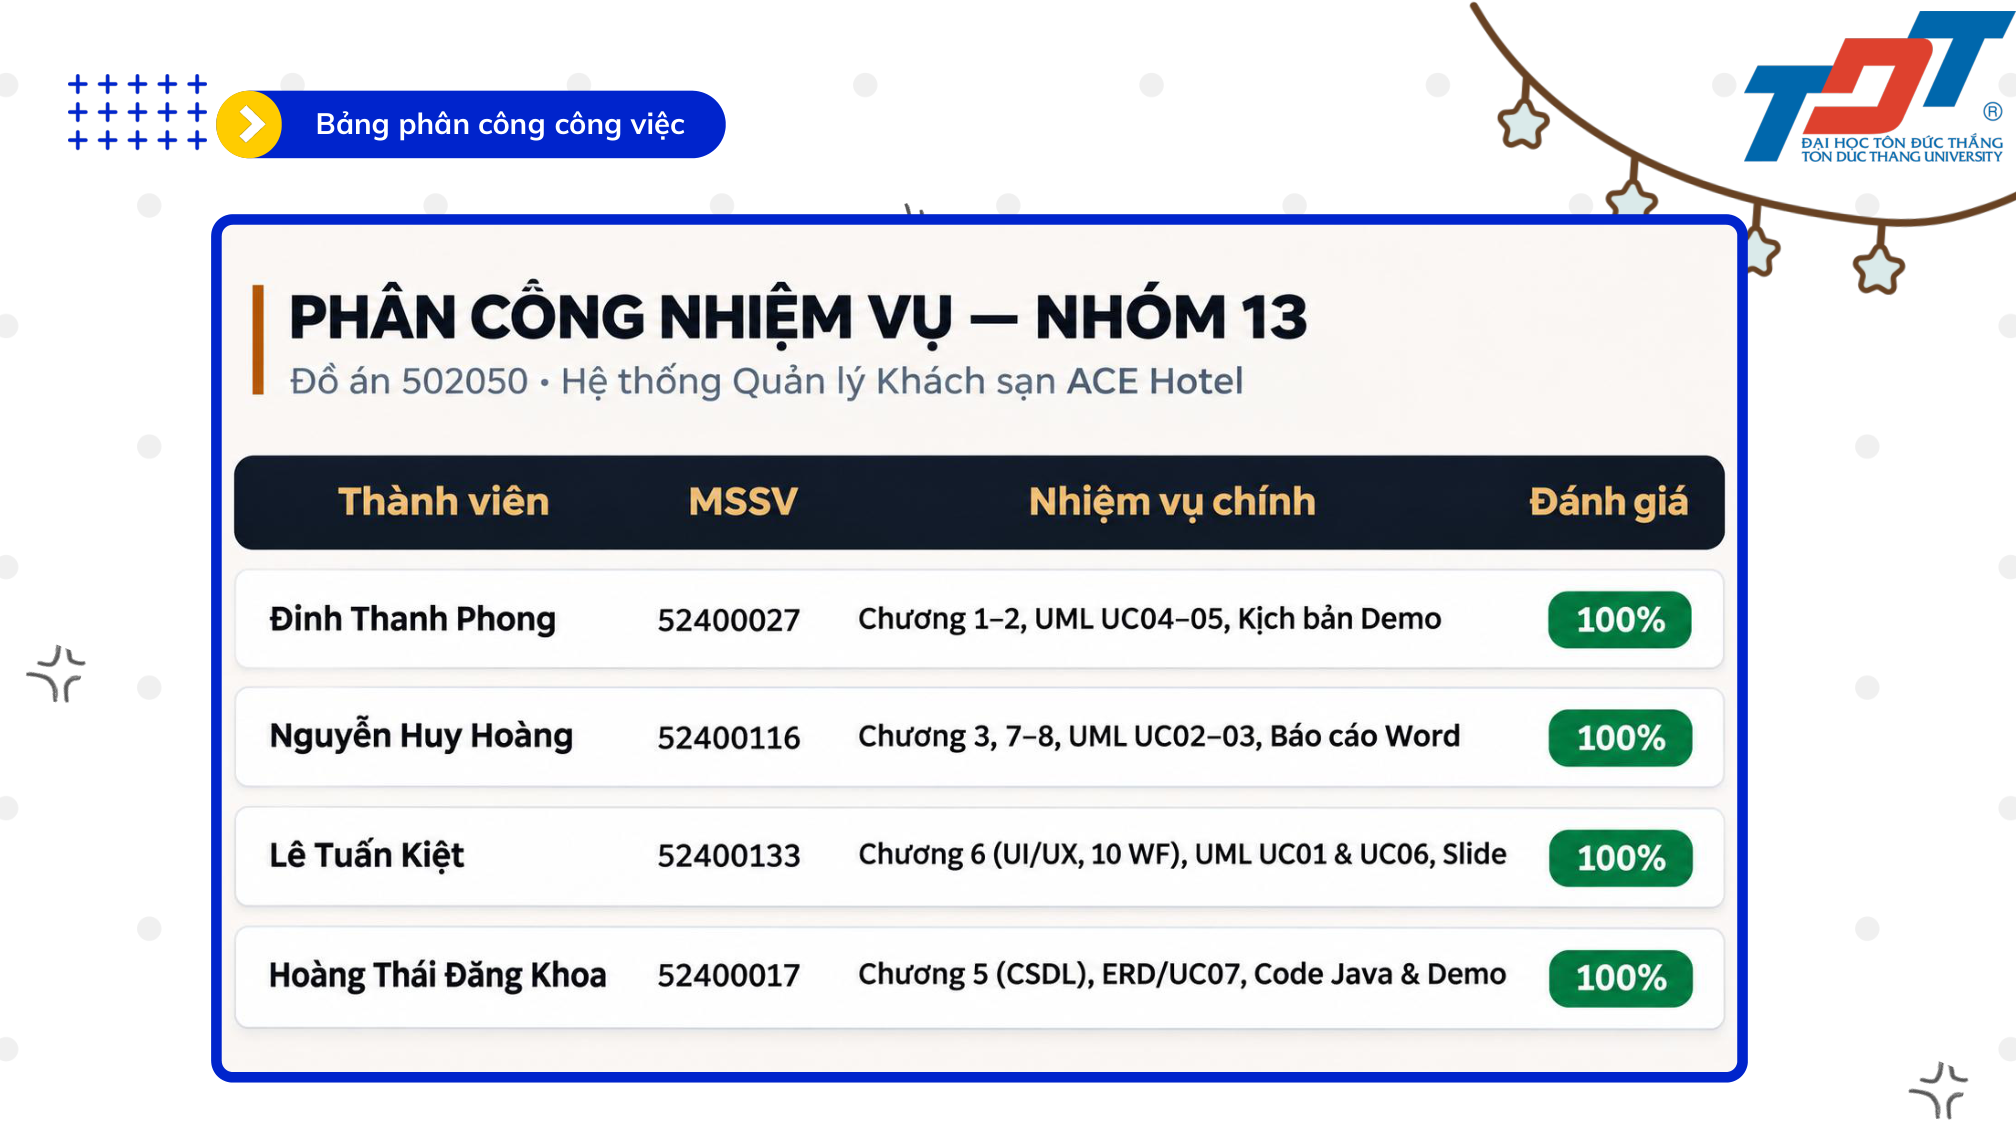 Bảng phân công công việc
®
ĐẠI HỌC TÔN ĐỨC THẮNG
TON DUC THANG UNIVERSITY
PHÂN CÔNG NHIỆM VỤ — NHÓM 13
Đồ án 502050 • Hệ thống Quản lý Khách sạn ACE Hotel
Thành viên MSSV Nhiệm vụ chính Đánh giá
Đinh Thanh Phong 52400027 Chương 1–2, UML UC04–05, Kịch bản Demo 100%
Nguyễn Huy Hoàng 52400116 Chương 3, 7–8, UML UC02–03, Báo cáo Word 100%
Lê Tuấn Kiệt 52400133 Chương 6 (UI/UX, 10 WF), UML UC01 & UC06, Slide 100%
Hoàng Thái Đăng Khoa 52400017 Chương 5 (CSDL), ERD/UC07, Code Java & Demo 100%